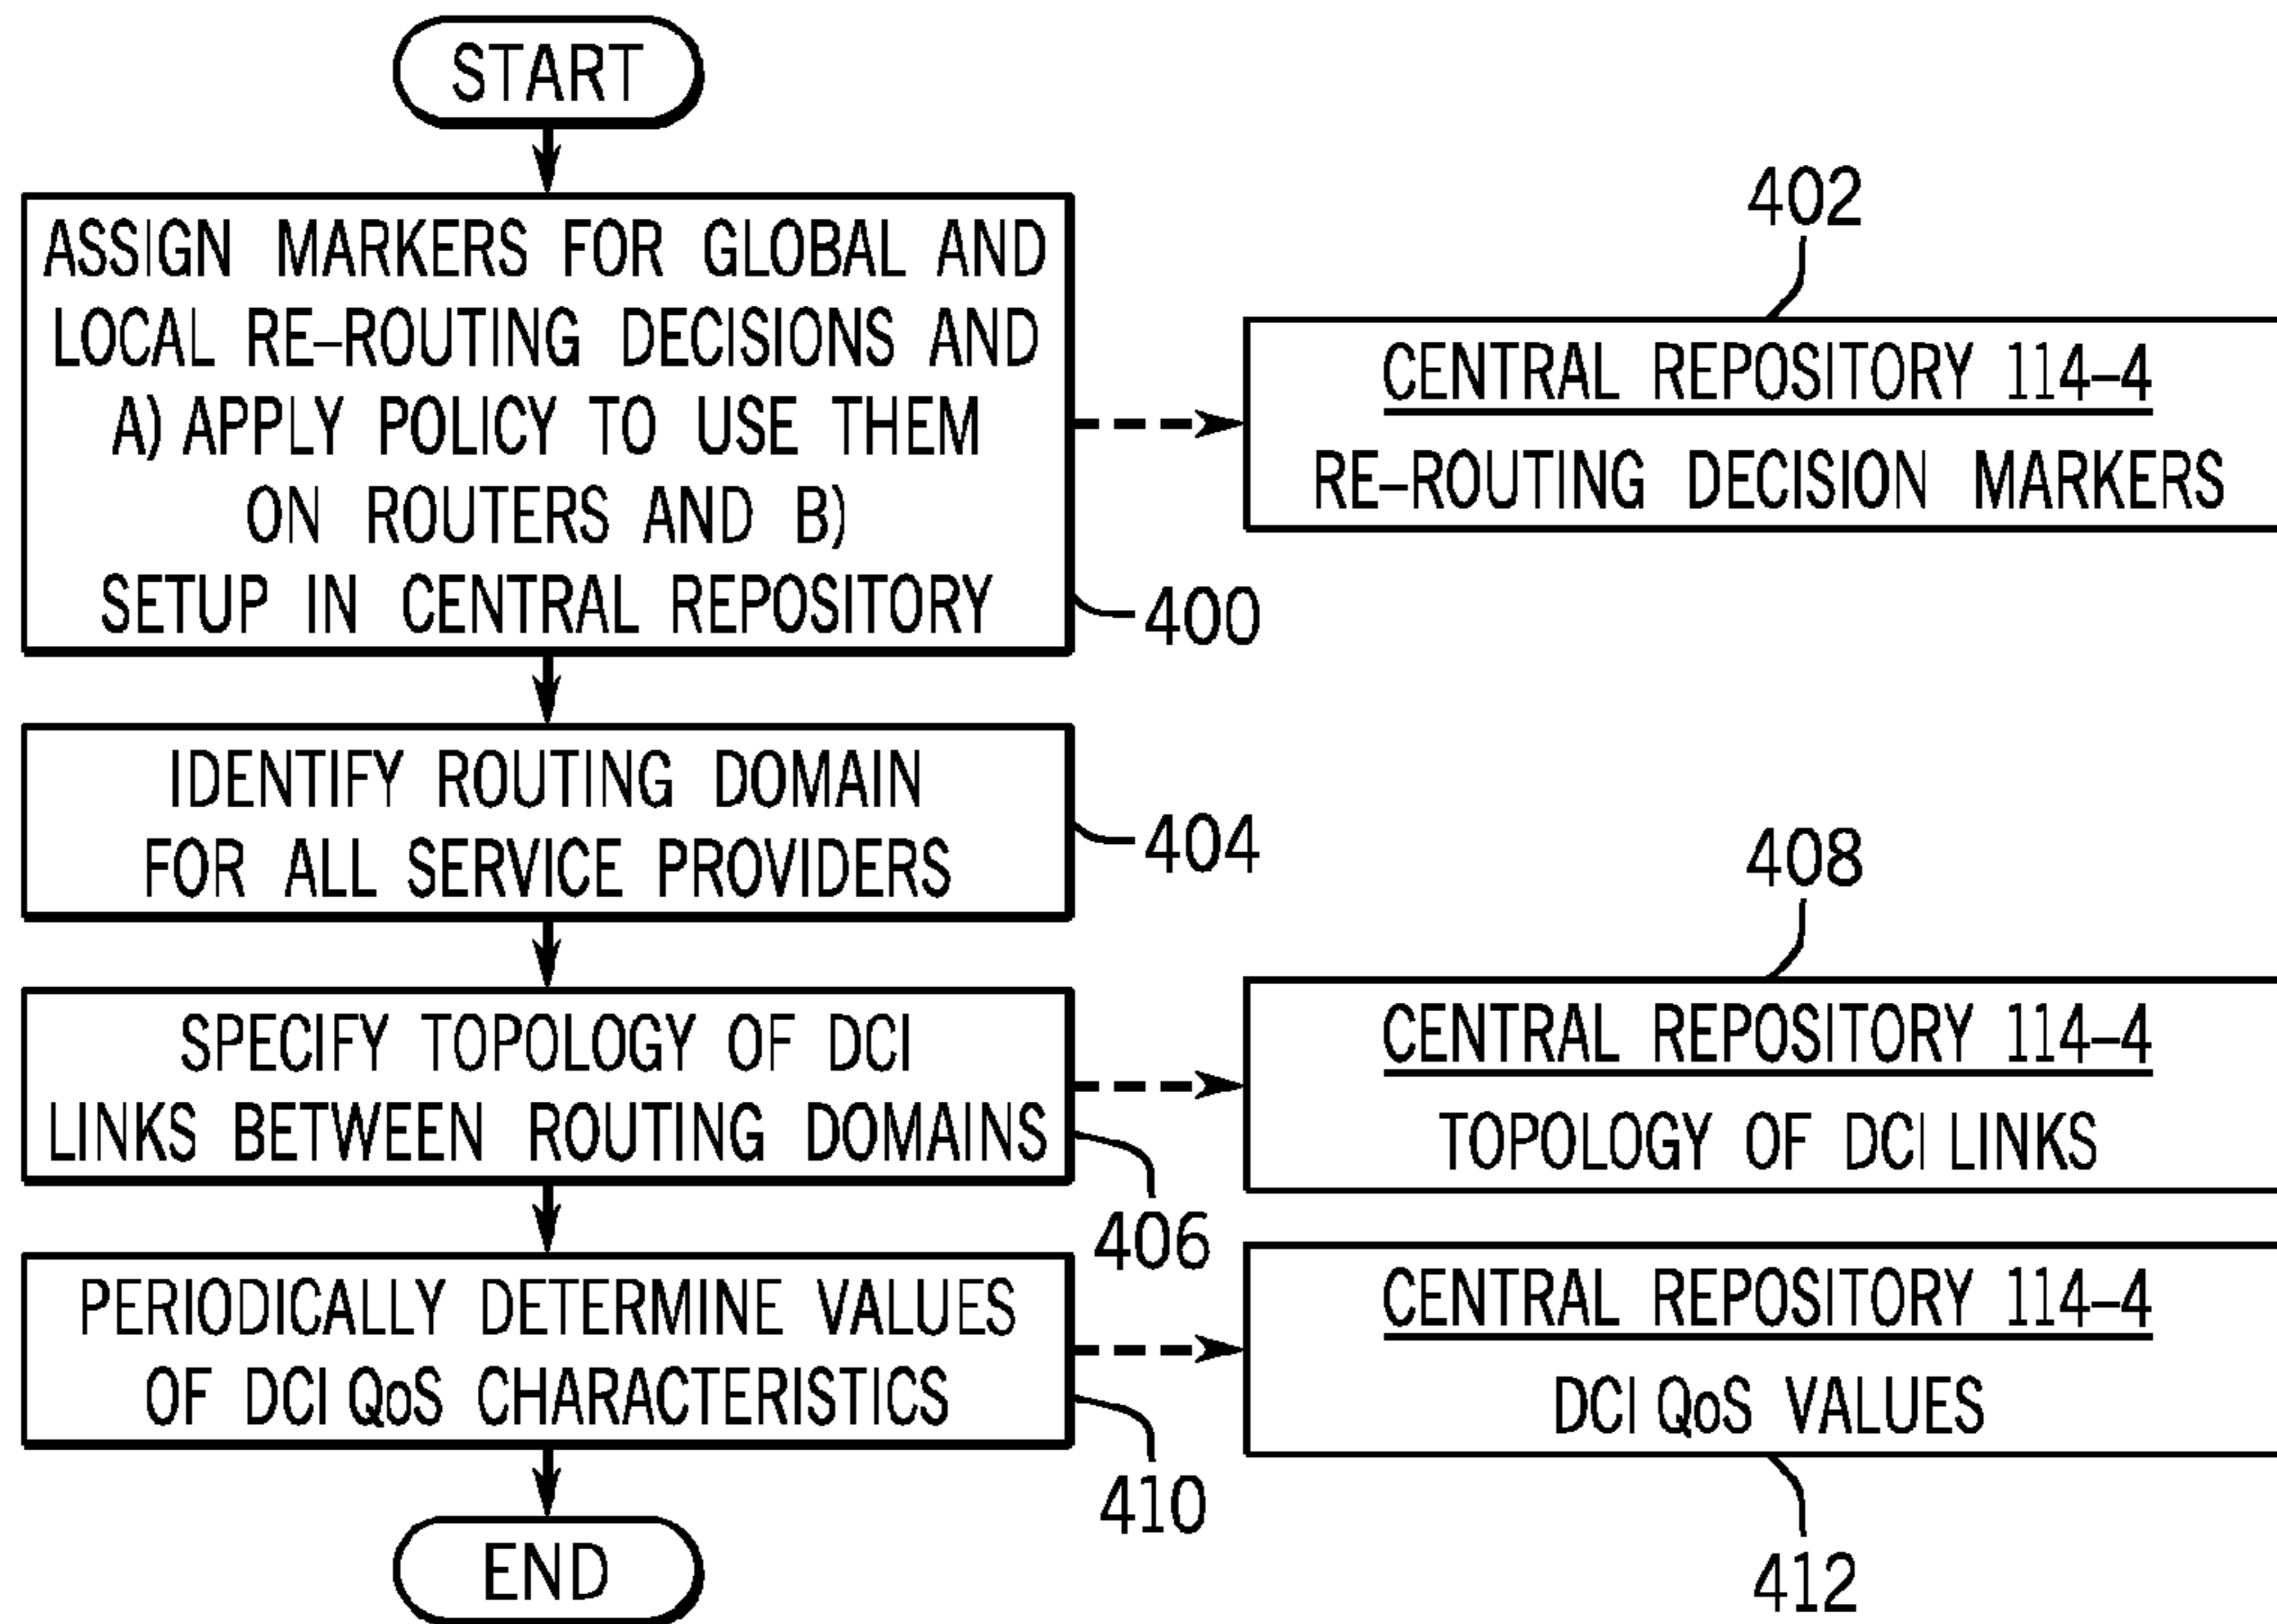 START
ASSIGN MARKERS FOR GLOBAL AND
LOCAL RE–ROUTING DECISIONS AND
A) APPLY POLICY TO USE THEM
ON ROUTERS AND B)
SETUP IN CENTRAL REPOSITORY
400
402
CENTRAL REPOSITORY 114–4
RE–ROUTING DECISION MARKERS
IDENTIFY ROUTING DOMAIN
FOR ALL SERVICE PROVIDERS
404
SPECIFY TOPOLOGY OF DCI
LINKS BETWEEN ROUTING DOMAINS
406
408
CENTRAL REPOSITORY 114–4
TOPOLOGY OF DCI LINKS
PERIODICALLY DETERMINE VALUES
OF DCI QoS CHARACTERISTICS
410
CENTRAL REPOSITORY 114–4
DCI QoS VALUES
412
END